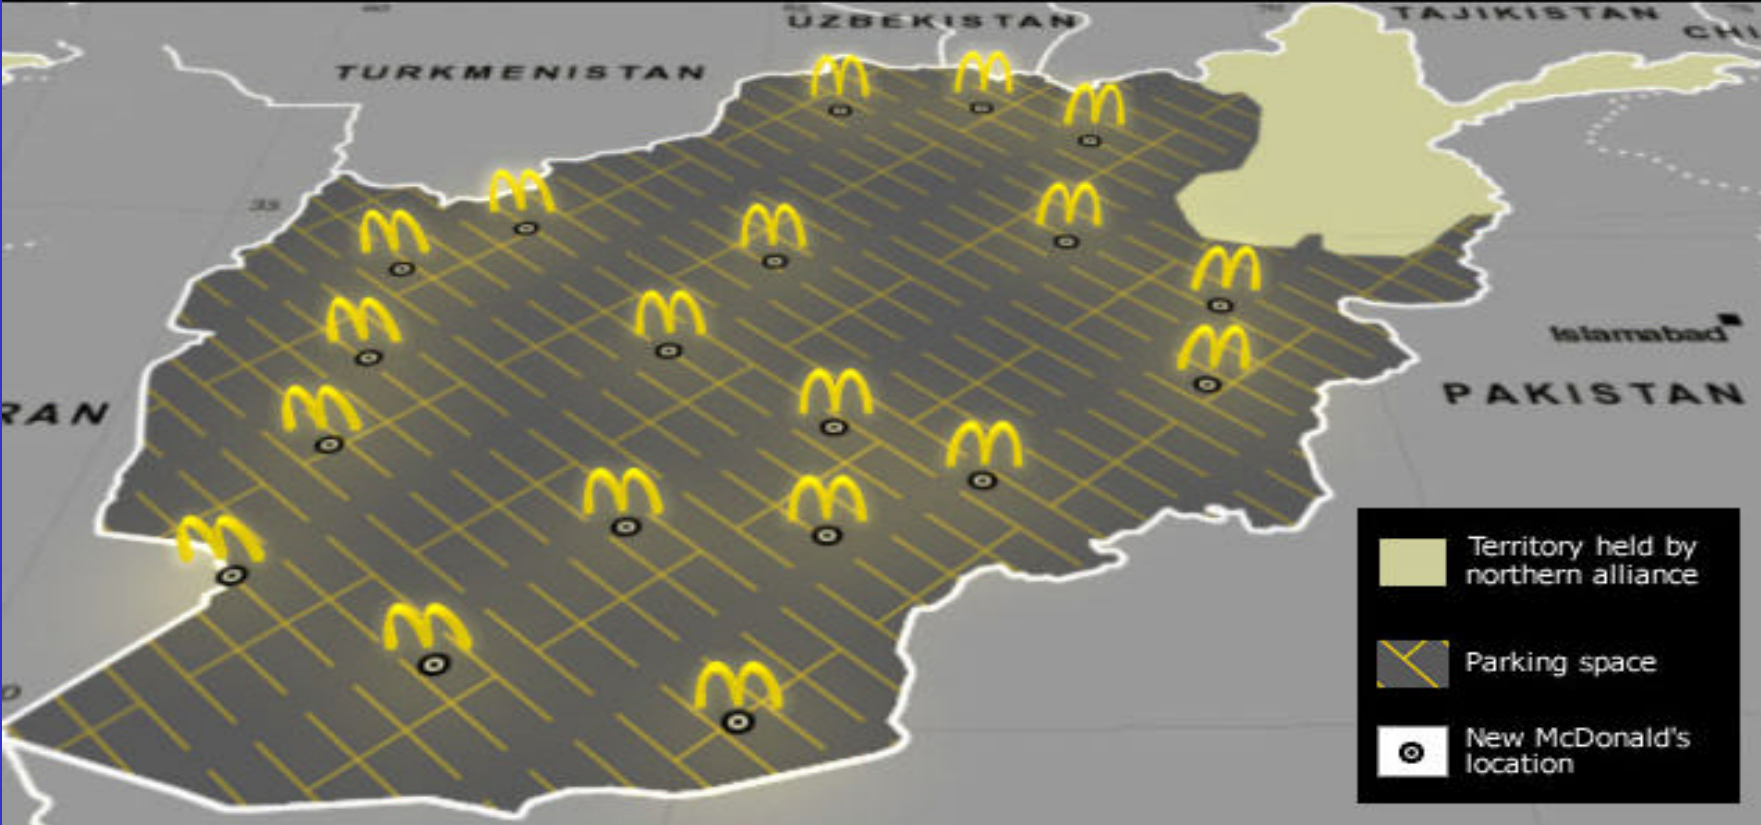 UZBEKISTAN
TAJIKISTAN
CHI
TURKMENISTAN
35
Islamabad
RAN
PAKISTAN
Territory held by
northern alliance
Parking space
New McDonald's
location